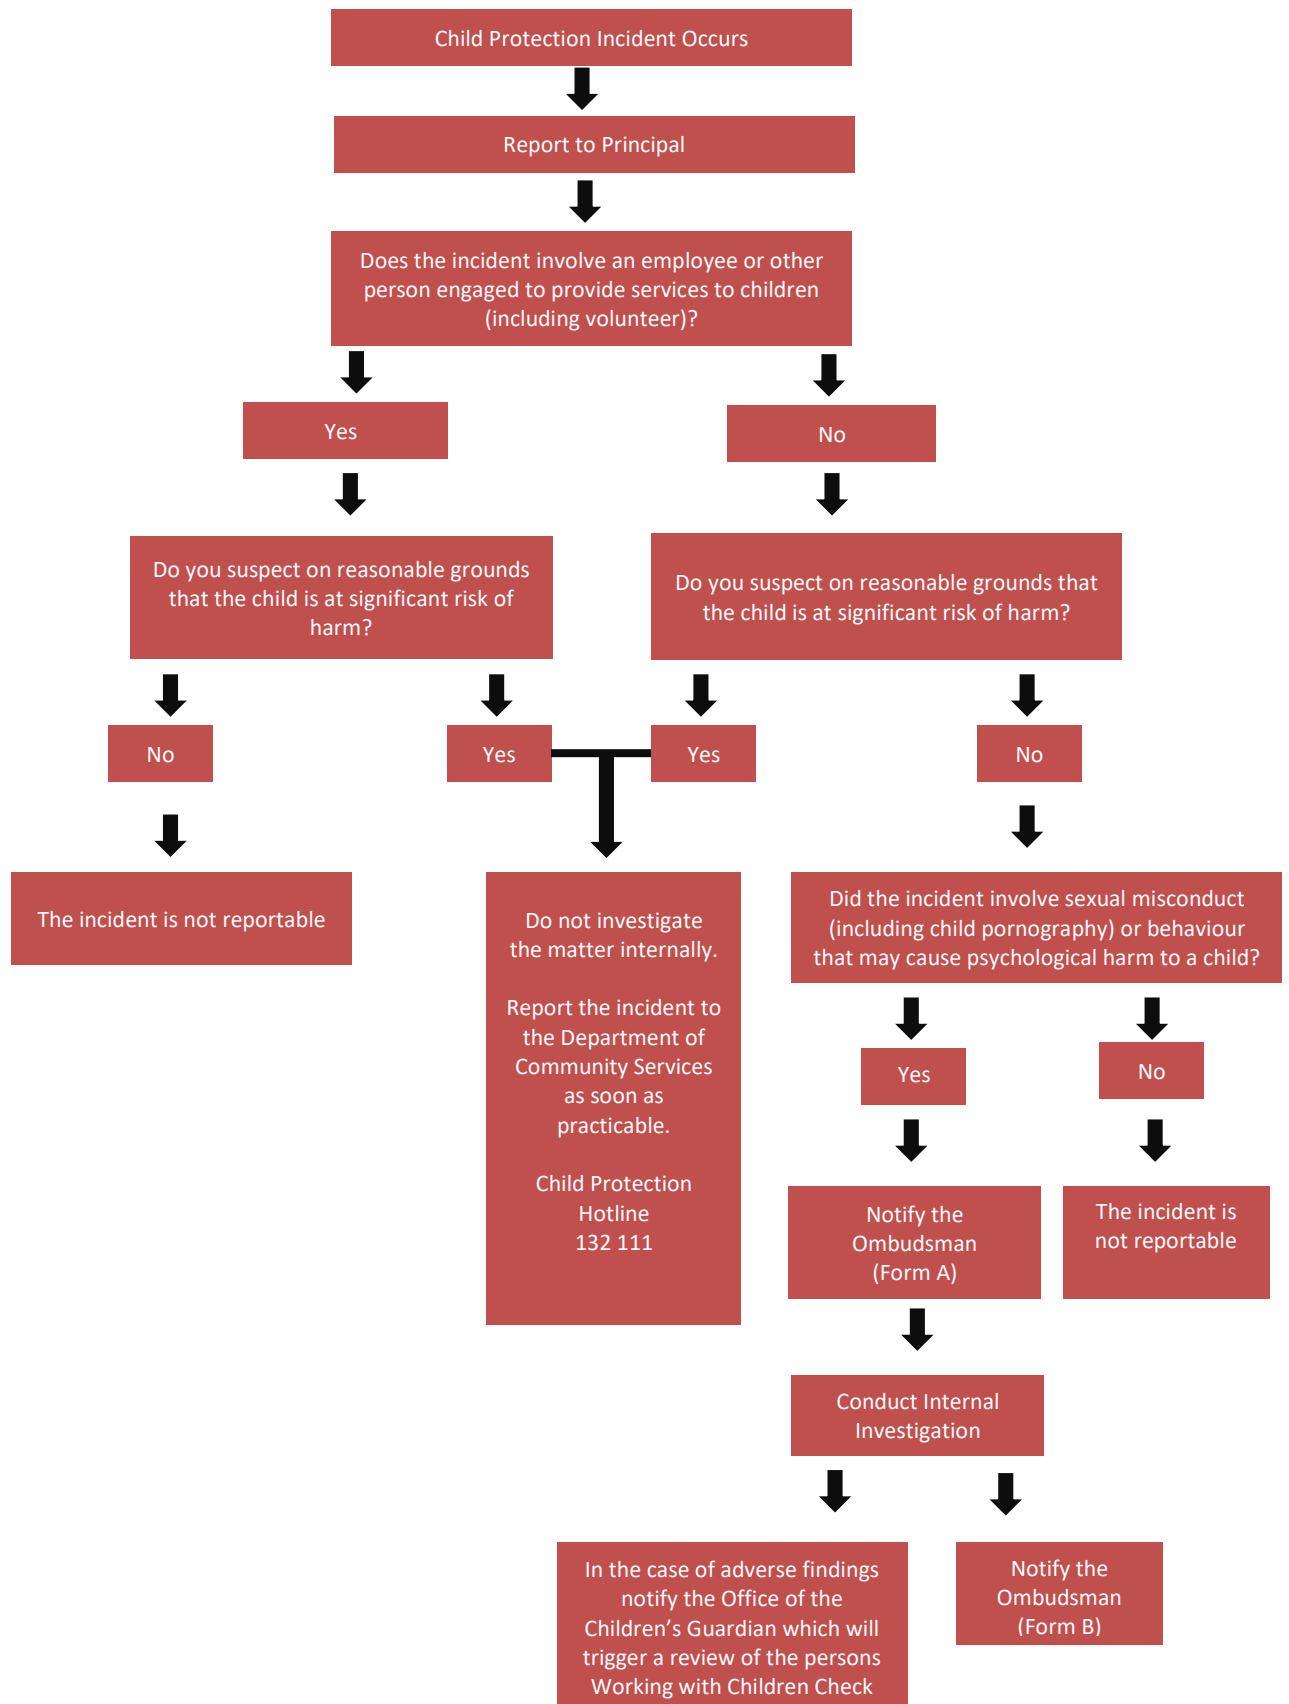 Child Protection Incident Occurs
Report to Principal
Does the incident involve an employee or other
person engaged to provide services to children
(including volunteer)?
Yes
No
Do you suspect on reasonable grounds
that the child is at significant risk of
harm?
Do you suspect on reasonable grounds that
the child is at significant risk of harm?
No
Yes
Yes
No
The incident is not reportable
Do not investigate
the matter internally.
Report the incident to
the Department of
Community Services
as soon as
practicable.
Child Protection
Hotline
132 111
Did the incident involve sexual misconduct
(including child pornography) or behaviour
that may cause psychological harm to a child?
Yes
No
Notify the
Ombudsman
(Form A)
The incident is
not reportable
Conduct Internal
Investigation
In the case of adverse findings
notify the Office of the
Children’s Guardian which will
trigger a review of the persons
Working with Children Check
Notify the
Ombudsman
(Form B)